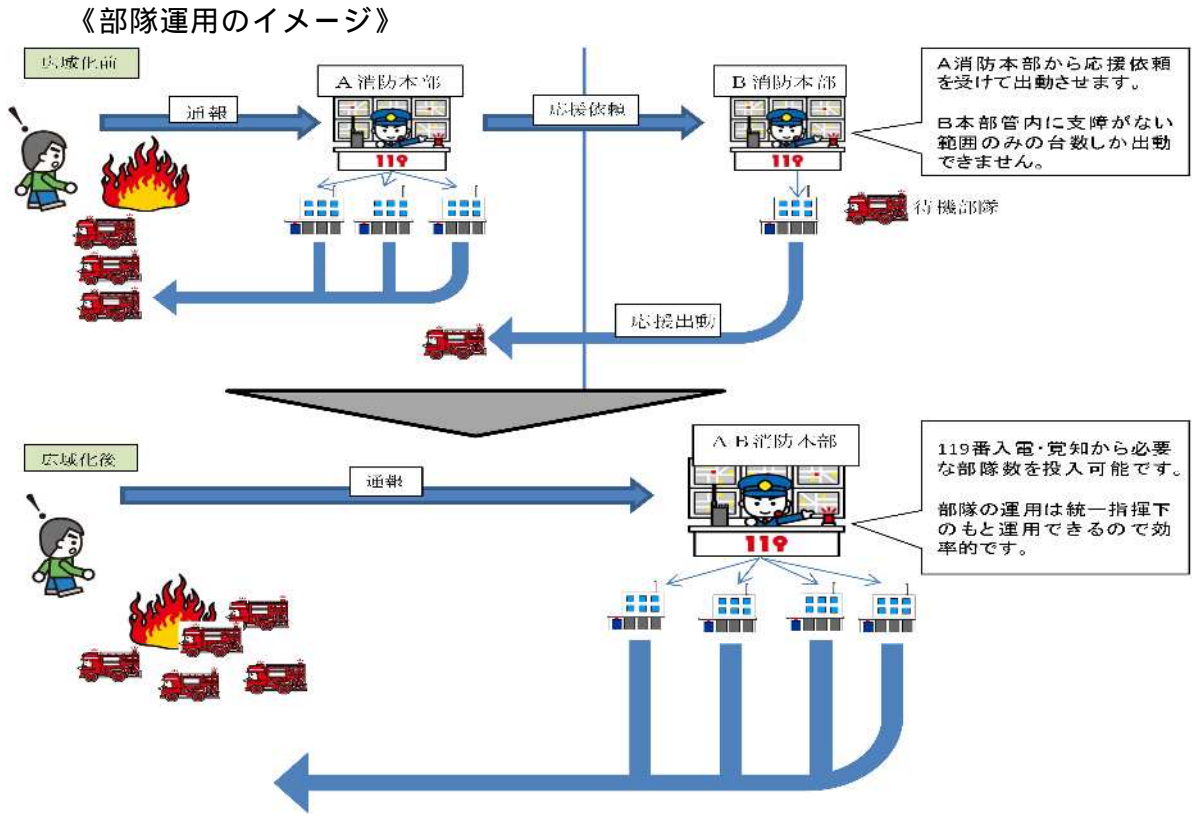 《部隊運用のイメージ》
広域化前
A消防本部
B消防本部
通報
応援依頼
A消防本部から応援依頼
を受けて出動させます。
B本部管内に支障がない
範囲のみの台数しか出動
できません。
119
119
待機部隊
応援出動
広域化後
A・B消防本部
通報
119番入電・覚知から必要
な部隊数を投入可能です。
部隊の運用は統一指揮下
のもと運用できるので効
率的です。
119